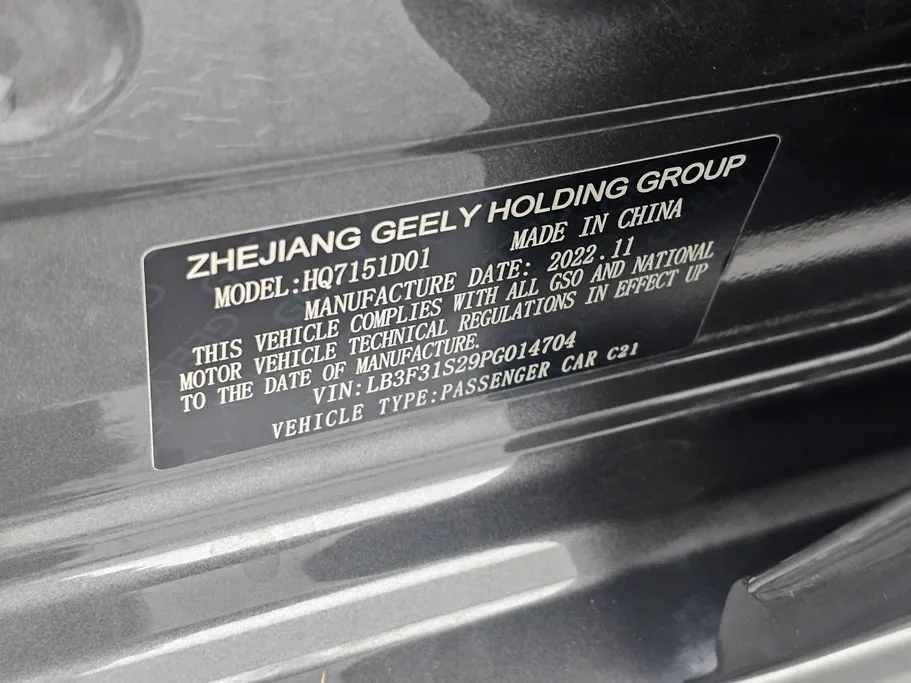 ZHEJIANG GEELY HOLDING GROUP
MODEL:HQ7151D01 MADE IN CHINA
MANUFACTURE DATE: 2022.11
THIS VEHICLE COMPLIES WITH ALL GSO AND NATIONAL
MOTOR VEHICLE TECHNICAL REGULATIONS IN EFFECT UP
TO THE DATE OF MANUFACTURE.
VIN:LB3F31S29PG014704
VEHICLE TYPE:PASSENGER CAR C21